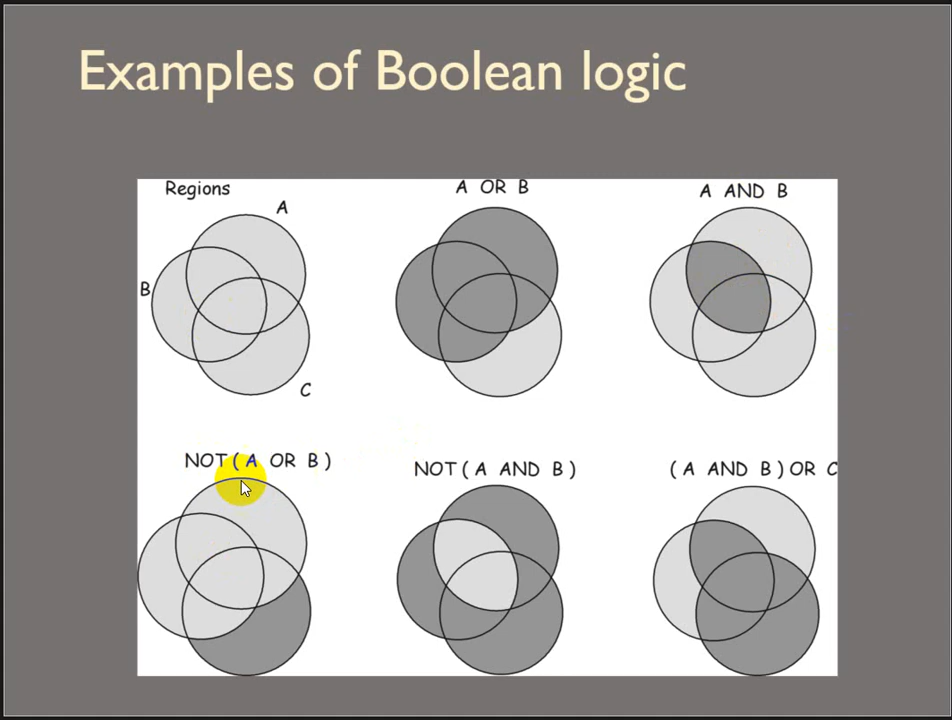 Examples of Boolean logic
Regions
A
B
C
A OR B
A AND B
NOT ( A OR B )
NOT ( A AND B )
( A AND B ) OR C